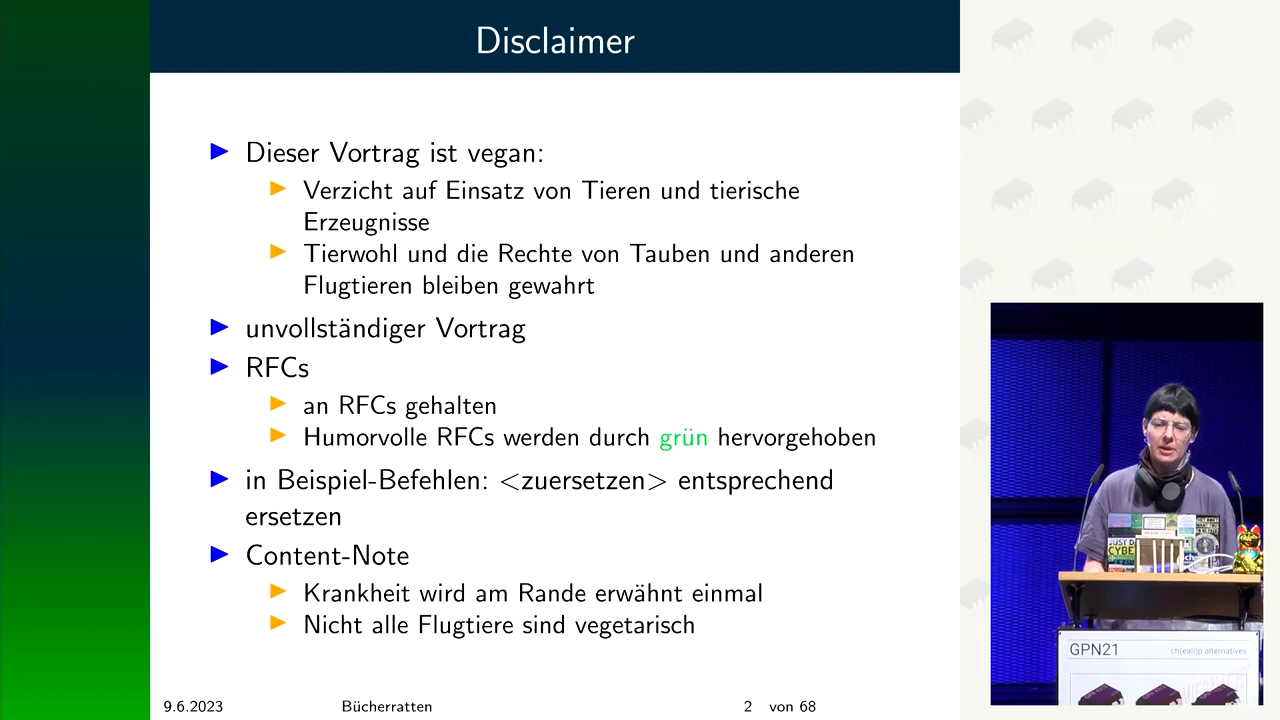 Disclaimer
Dieser Vortrag ist vegan:
Verzicht auf Einsatz von Tieren und tierische
Erzeugnisse
Tierwohl und die Rechte von Tauben und anderen
Flugtieren bleiben gewahrt
unvollständiger Vortrag
RFCs
an RFCs gehalten
Humorvolle RFCs werden durch grün hervorgehoben
in Beispiel-Befehlen: <zuersetzen> entsprechend
ersetzen
Content-Note
Krankheit wird am Rande erwähnt einmal
Nicht alle Flugtiere sind vegetarisch
9.6.2023 Bücherratten 2 von 68
JUST D
CYBE
GPN21 ch(ea(i)p alternatives